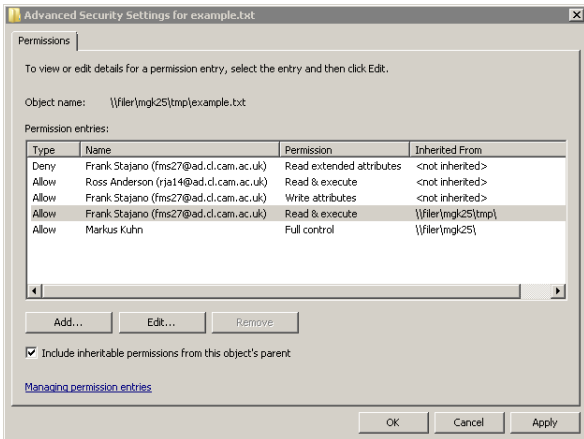 Advanced Security Settings for example.txt
Permissions
To view or edit details for a permission entry, select the entry and then click Edit.
Object name: \\filer\mgk25\tmp\example.txt
Permission entries:
Type Name Permission Inherited From
Deny Frank Stajano (fms27@ad.cl.cam.ac.uk) Read extended attributes <not inherited>
Allow Ross Anderson (rja14@ad.cl.cam.ac.uk) Read & execute <not inherited>
Allow Frank Stajano (fms27@ad.cl.cam.ac.uk) Write attributes <not inherited>
Allow Frank Stajano (fms27@ad.cl.cam.ac.uk) Read & execute \\filer\mgk25\tmp\
Allow Markus Kuhn Full control \\filer\mgk25\
Add... Edit... Remove
Include inheritable permissions from this object's parent
Managing permission entries
OK Cancel Apply